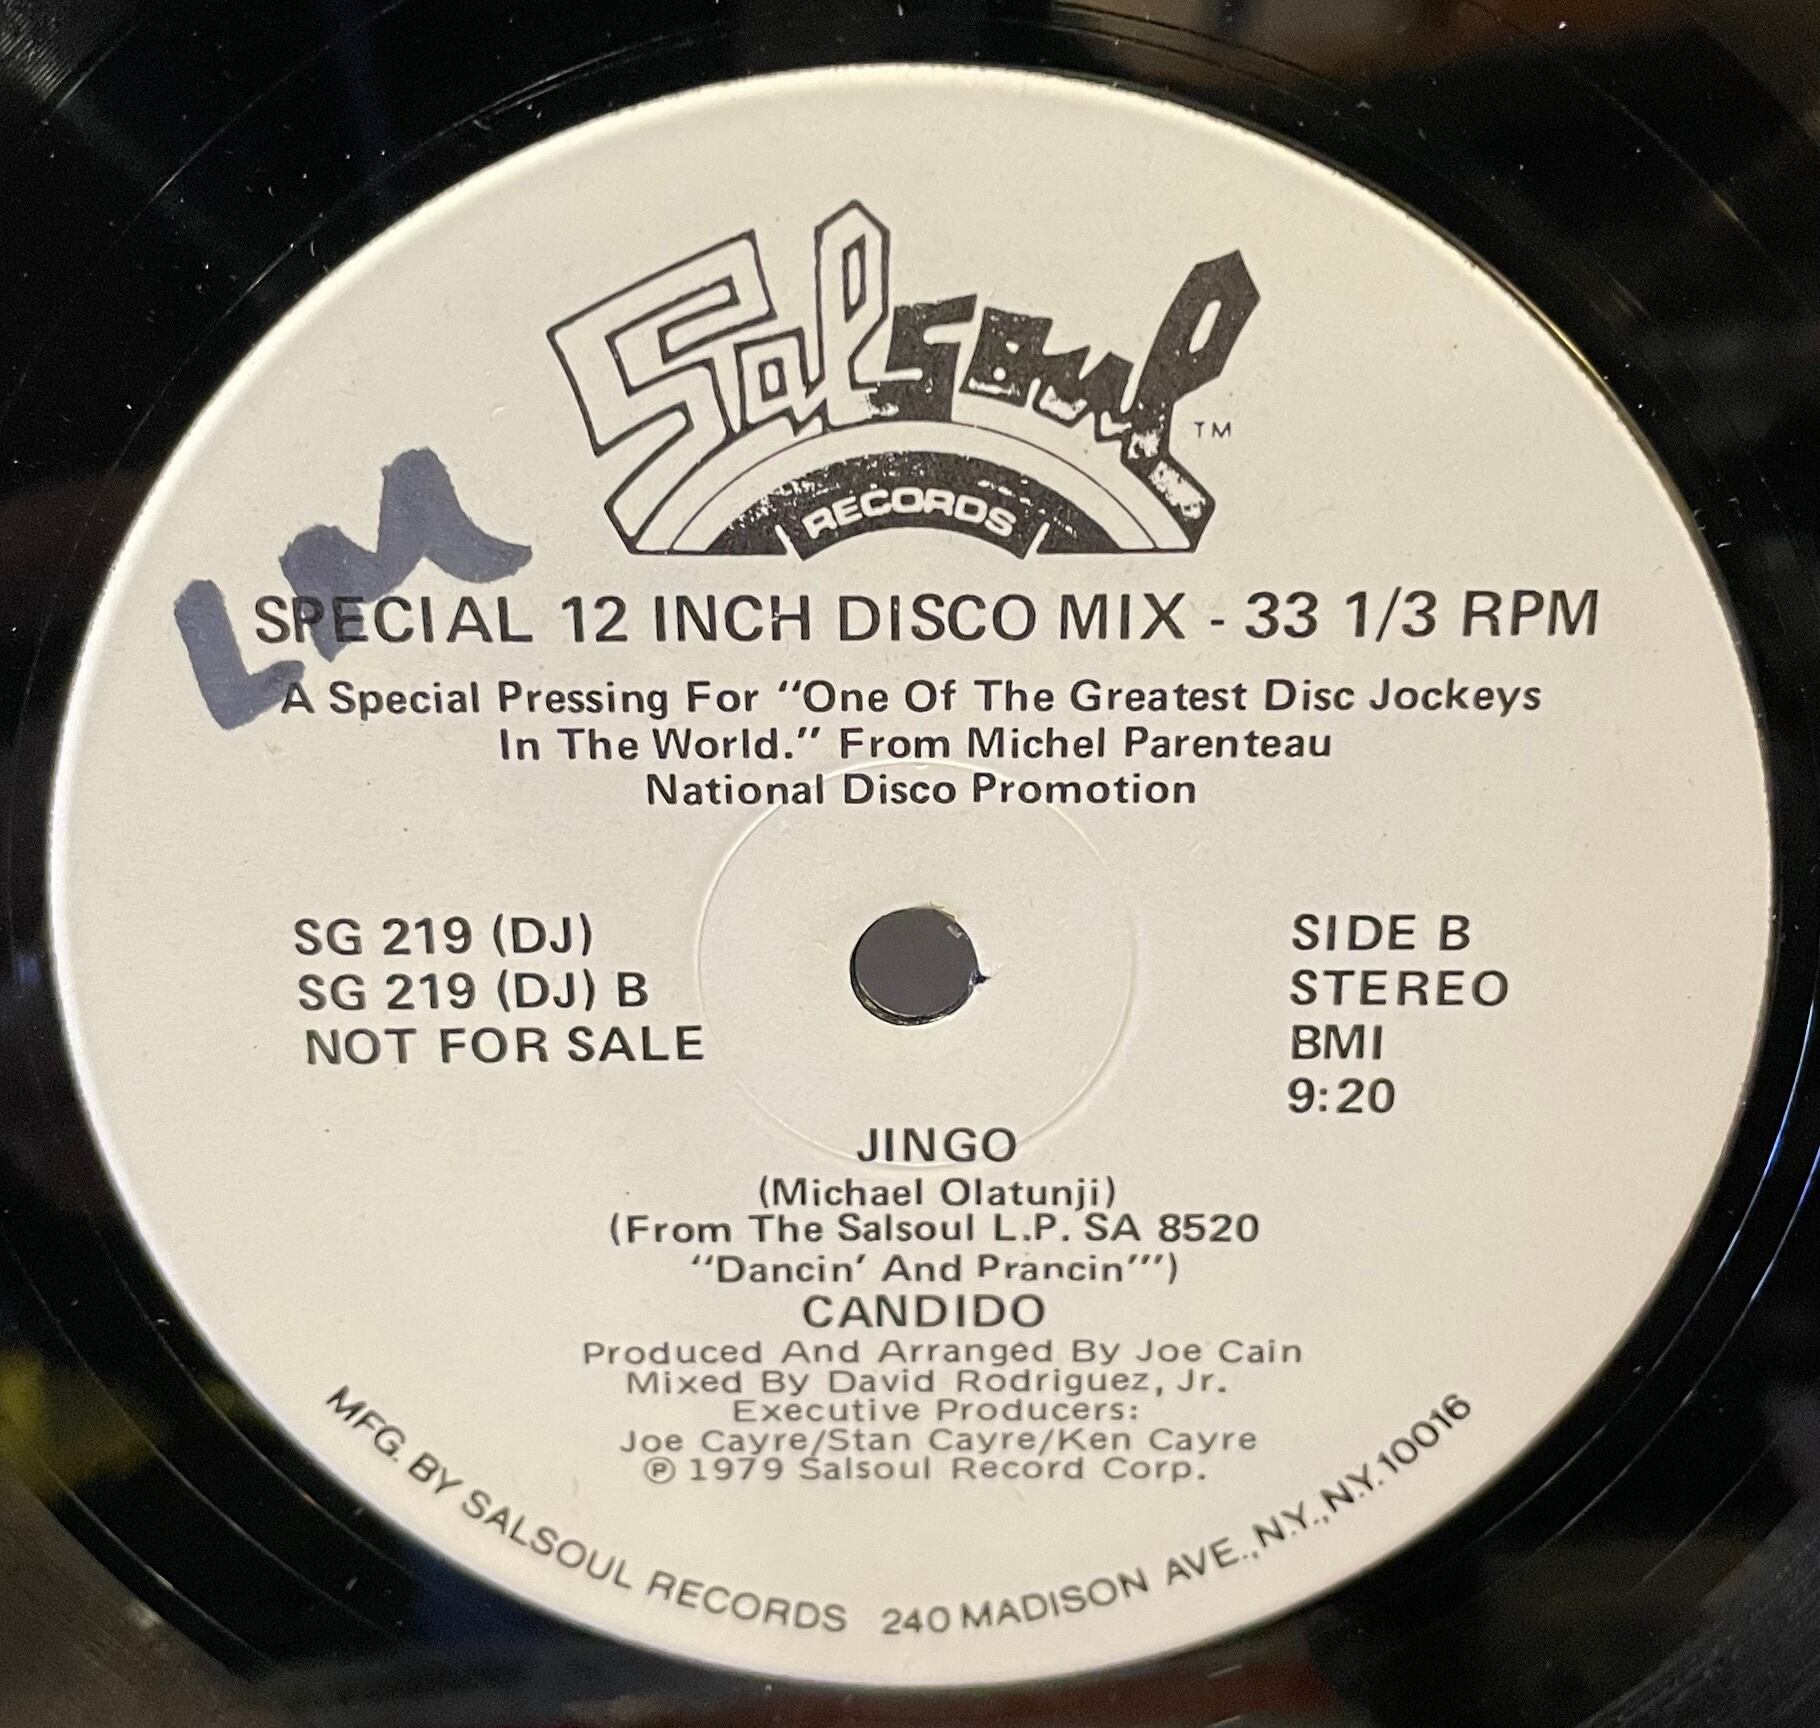 Salsoul
TM
RECORDS
LM
SPECIAL 12 INCH DISCO MIX - 33 1/3 RPM
A Special Pressing For "One Of The Greatest Disc Jockeys
In The World." From Michel Parenteau
National Disco Promotion
SG 219 (DJ)
SG 219 (DJ) B
NOT FOR SALE
SIDE B
STEREO
BMI
9:20
JINGO
(Michael Olatunji)
(From The Salsoul L.P. SA 8520
"Dancin' And Prancin'")
CANDIDO
Produced And Arranged By Joe Cain
Mixed By David Rodriguez, Jr.
Executive Producers:
Joe Cayre/Stan Cayre/Ken Cayre
℗ 1979 Salsoul Record Corp.
MFG. BY SALSOUL RECORDS 240 MADISON AVE., N.Y., N.Y. 10016